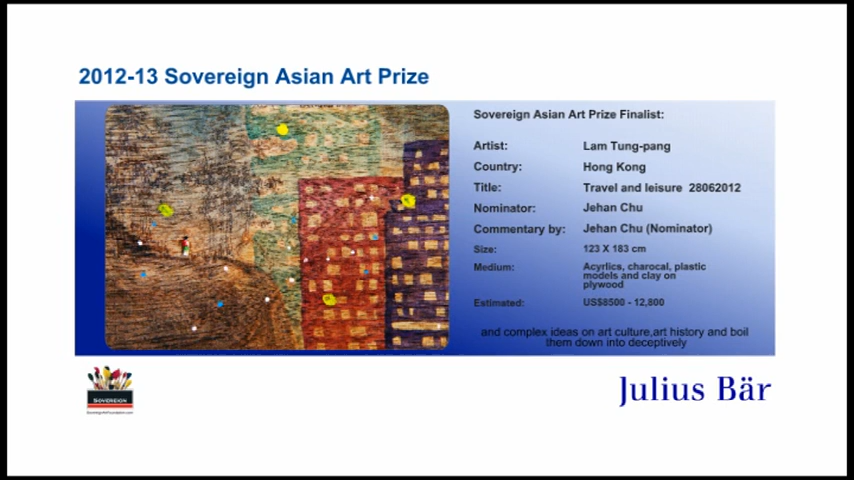 2012-13 Sovereign Asian Art Prize
Sovereign Asian Art Prize Finalist:
Artist: Lam Tung-pang
Country: Hong Kong
Title: Travel and leisure 28062012
Nominator: Jehan Chu
Commentary by: Jehan Chu (Nominator)
Size: 123 X 183 cm
Medium: Acyrlics, charocal, plastic
models and clay on
plywood
Estimated: US$8500 - 12,800
and complex ideas on art culture,art history and boil
them down into deceptively
SOVEREIGN
SovereignArtFoundation.com
Julius Bär